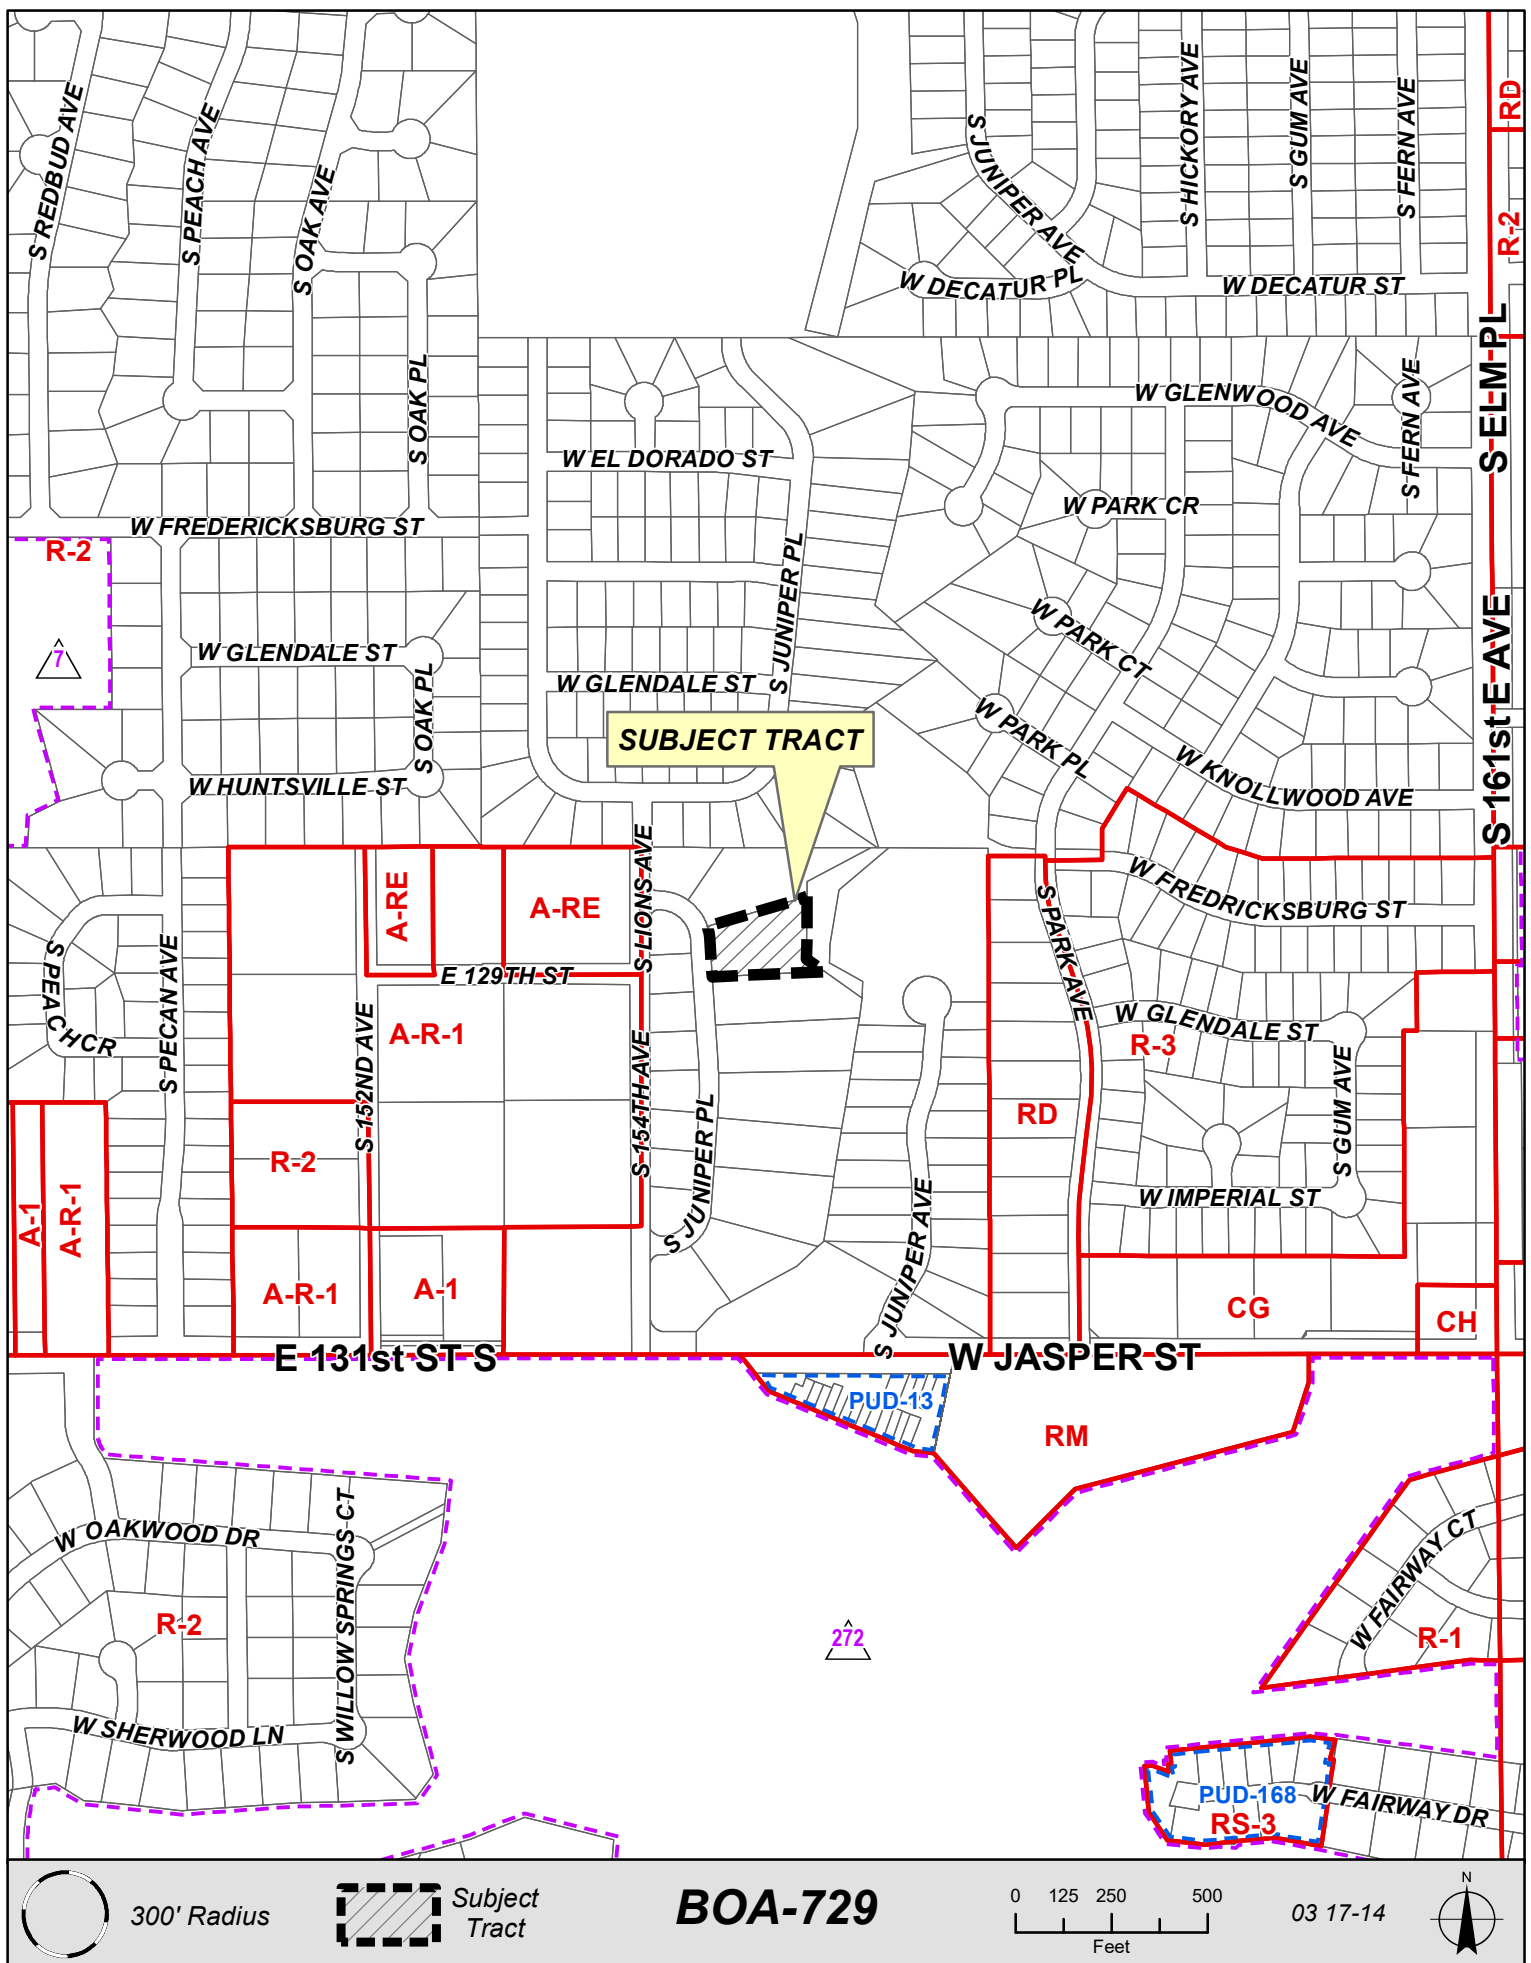 S REDBUD AVE
S PEACH AVE
S OAK AVE
S JUNIPER AVE
S HICKORY AVE
S GUM AVE
S FERN AVE
RD
R-2
W DECATUR PL
W DECATUR ST
S ELM PL
S OAK PL
W GLENWOOD AVE
S FERN AVE
W EL DORADO ST
W PARK CR
W FREDERICKSBURG ST
R-2
S JUNIPER PL
7
W GLENDALE ST
S OAK PL
W GLENDALE ST
W PARK CT
S 161st E AVE
W PARK PL
SUBJECT TRACT
W HUNTSVILLE ST
W KNOLLWOOD AVE
S LIONS AVE
A-RE
A-RE
W FREDRICKSBURG ST
S PARK AVE
S PEACH CR
S PECAN AVE
E 129TH ST
S 152ND AVE
A-R-1
S 154TH AVE
W GLENDALE ST
R-3
S GUM AVE
RD
S JUNIPER PL
R-2
A-1
A-R-1
S JUNIPER AVE
W IMPERIAL ST
A-R-1
A-1
CG
CH
E 131st ST S
W JASPER ST
PUD-13
RM
W OAKWOOD DR
S WILLOW SPRINGS CT
W FAIRWAY CT
R-2
272
R-1
W SHERWOOD LN
PUD-168
W FAIRWAY DR
RS-3
300' Radius
Subject
Tract
BOA-729
0 125 250 500
Feet
03 17-14
N